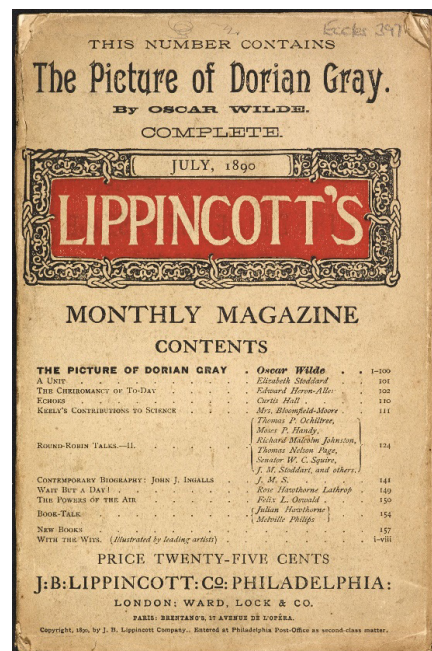 Eccles 397
THIS NUMBER CONTAINS
The Picture of Dorian Gray.
By OSCAR WILDE.
COMPLETE.
JULY, 1890
LIPPINCOTT'S
MONTHLY MAGAZINE
CONTENTS
THE PICTURE OF DORIAN GRAY . Oscar Wilde . . 1-100
A UNIT . . . . . . . Elizabeth Stoddard . 101
THE CHEIROMANCY OF TO-DAY . . . . . Edward Heron-Allen . 102
ECHOES . . . . . . . Curtis Hall . . 110
KEELY'S CONTRIBUTIONS TO SCIENCE . . . . Mrs. Bloomfield-Moore . 111
ROUND-ROBIN TALKS.—II. . . . . . Thomas P. Ochiltree,
Moses P. Handy,
Richard Malcolm Johnston,
Thomas Nelson Page,
Senator W. C. Squire,
J. M. Stoddart, and others. 124
CONTEMPORARY BIOGRAPHY: JOHN J. INGALLS . . . J. M. S. . . 141
WAIT BUT A DAY! . . . . . . Rose Hawthorne Lathrop . 149
THE POWERS OF THE AIR . . . . . Felix L. Oswald . . 150
BOOK-TALK . . . . . . Julian Hawthorne
Melville Philips . . 154
NEW BOOKS . . . . . . . 157
WITH THE WITS. (Illustrated by leading artists) . . . . i-viii
PRICE TWENTY-FIVE CENTS
J:B:LIPPINCOTT:Co:PHILADELPHIA:
LONDON: WARD, LOCK & CO.
PARIS: BRENTANO'S, 17 AVENUE DE L'OPÉRA.
Copyright, 1890, by J. B. Lippincott Company.. Entered at Philadelphia Post-Office as second-class matter.